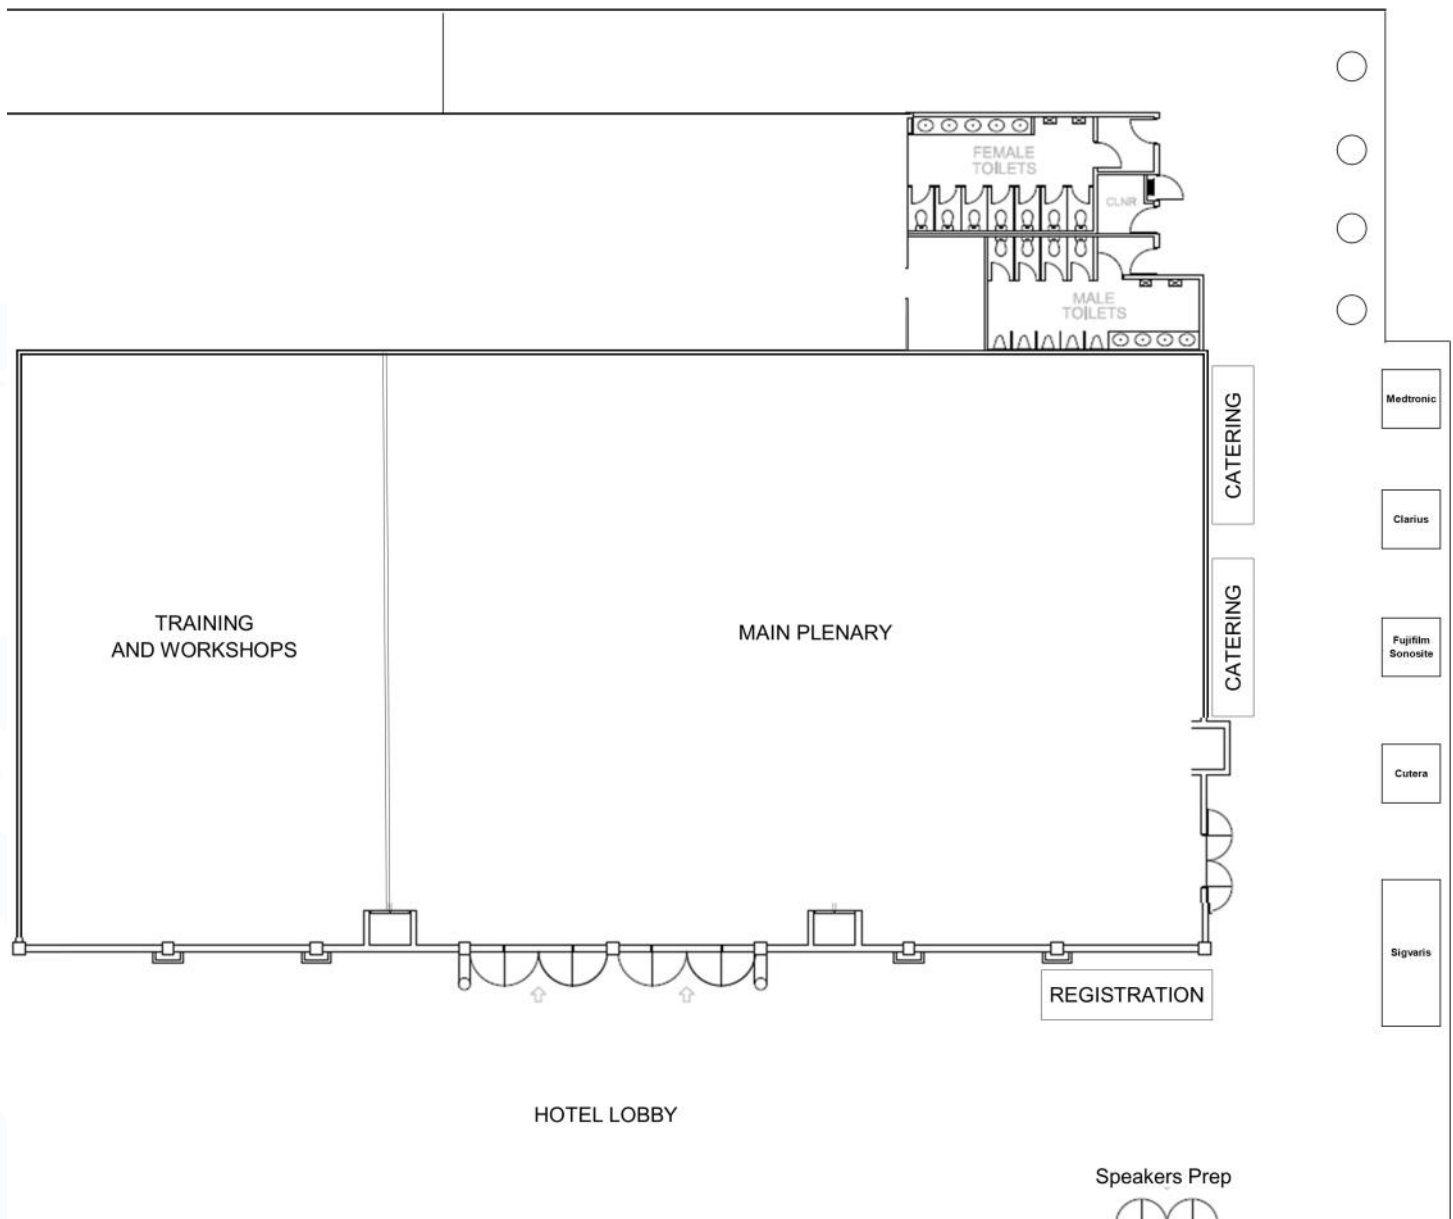 FEMALE
TOILETS
CLNR
MALE
TOILETS
Medtronic
CATERING
Clarius
CATERING
Fujifilm
Sonosite
TRAINING
AND WORKSHOPS
MAIN PLENARY
Cutera
Sigvaris
REGISTRATION
HOTEL LOBBY
Speakers Prep